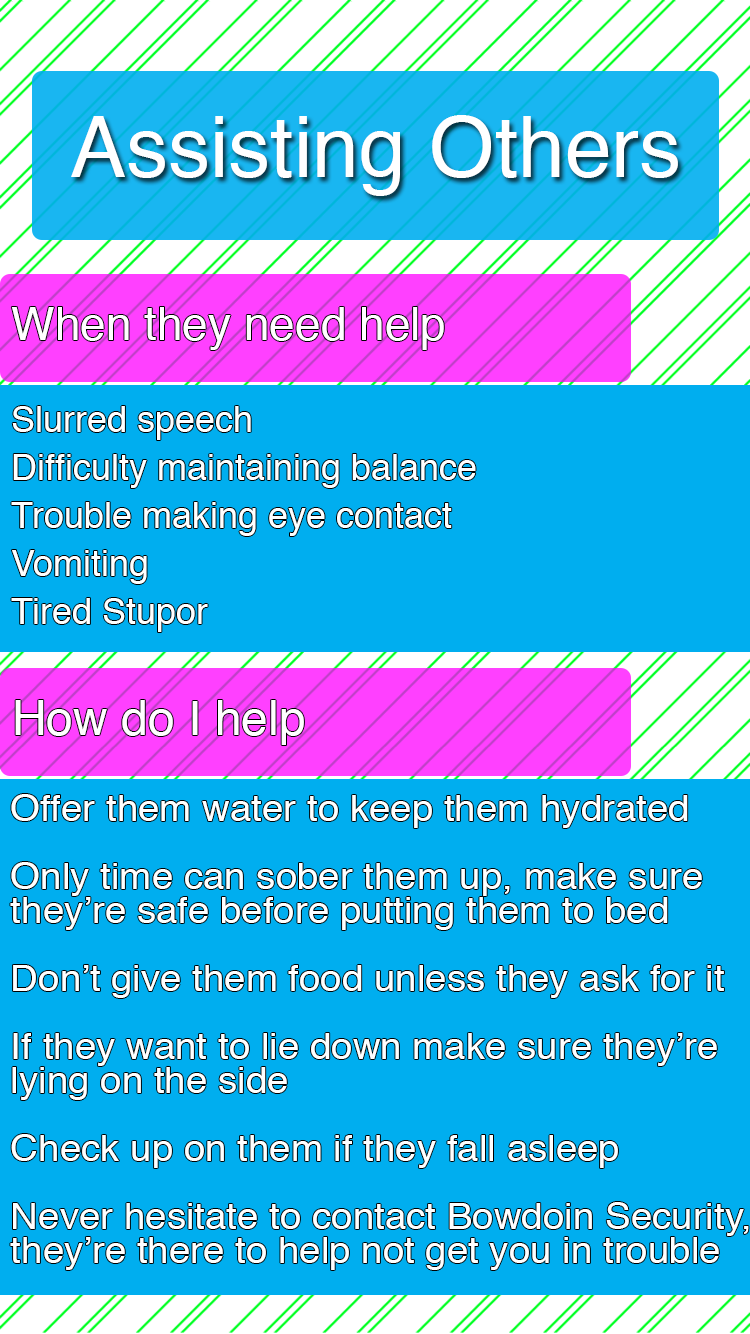 Assisting Others
When they need help
Slurred speech
Difficulty maintaining balance
Trouble making eye contact
Vomiting
Tired Stupor
How do I help
Offer them water to keep them hydrated
Only time can sober them up, make sure
they’re safe before putting them to bed
Don’t give them food unless they ask for it
If they want to lie down make sure they’re
lying on the side
Check up on them if they fall asleep
Never hesitate to contact Bowdoin Security,
they’re there to help not get you in trouble